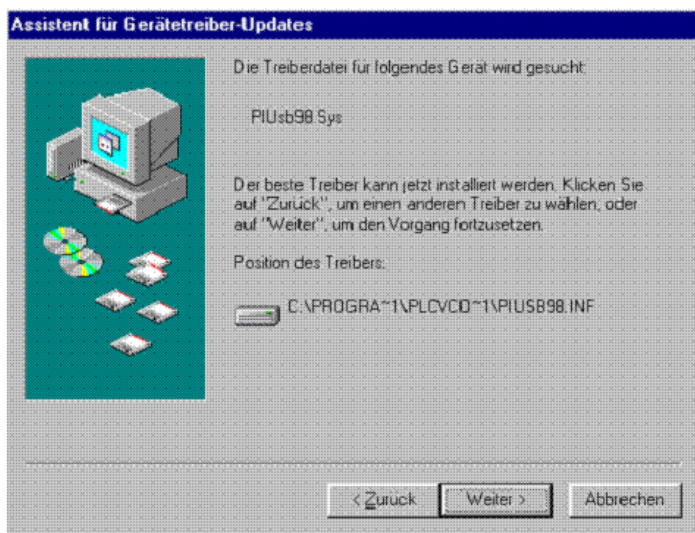 Assistent für Gerätetreiber-Updates
Die Treiberdatei für folgendes Gerät wird gesucht:
PIUsb98.Sys
Der beste Treiber kann jetzt installiert werden. Klicken Sie
auf "Zurück", um einen anderen Treiber zu wählen, oder
auf "Weiter", um den Vorgang fortzusetzen.
Position des Treibers:
C:\PROGRA~1\PLCVCO~1\PIUSB98.INF
< Zurück
Weiter >
Abbrechen